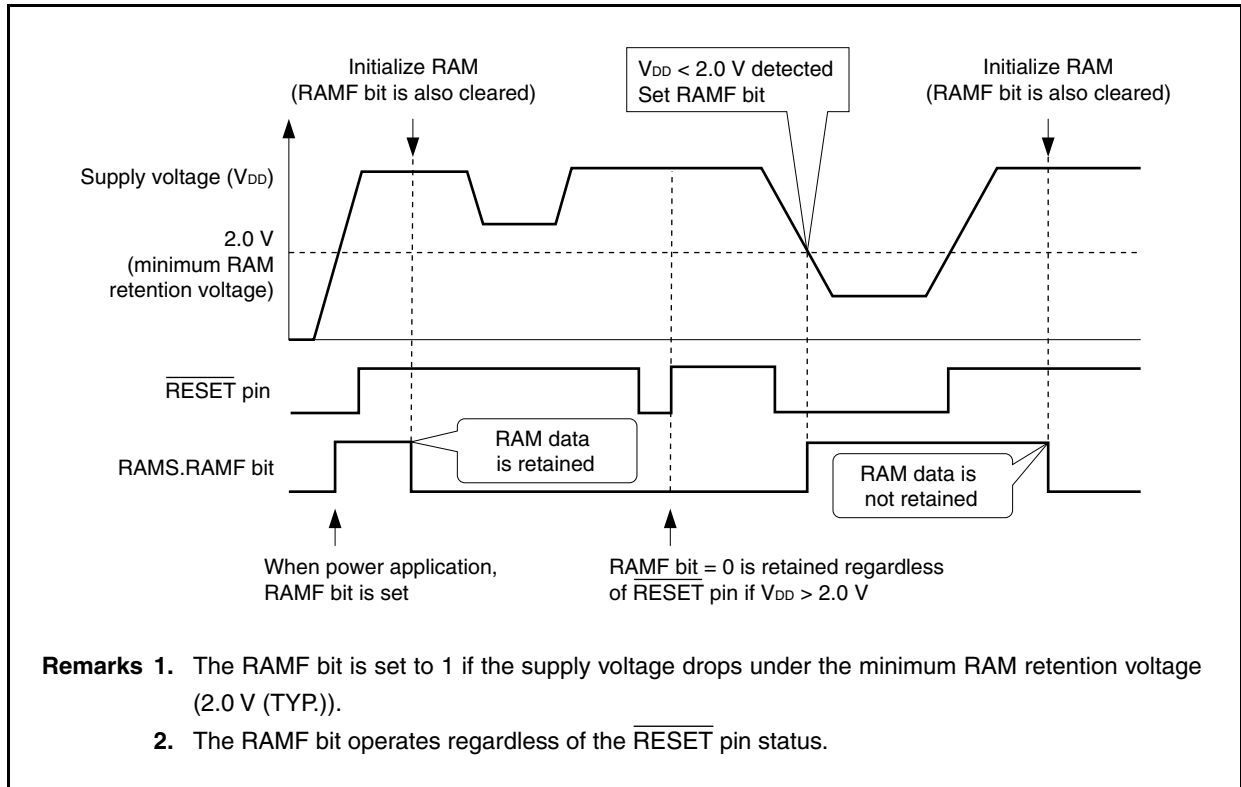 Initialize RAM
(RAMF bit is also cleared)
VDD < 2.0 V detected
Set RAMF bit
Initialize RAM
(RAMF bit is also cleared)
Supply voltage (VDD)
2.0 V
(minimum RAM
retention voltage)
RESET pin
RAMS.RAMF bit
RAM data
is retained
RAM data is
not retained
When power application,
RAMF bit is set
RAMF bit = 0 is retained regardless
of RESET pin if VDD > 2.0 V
Remarks 1. The RAMF bit is set to 1 if the supply voltage drops under the minimum RAM retention voltage
(2.0 V (TYP.)).
2. The RAMF bit operates regardless of the RESET pin status.